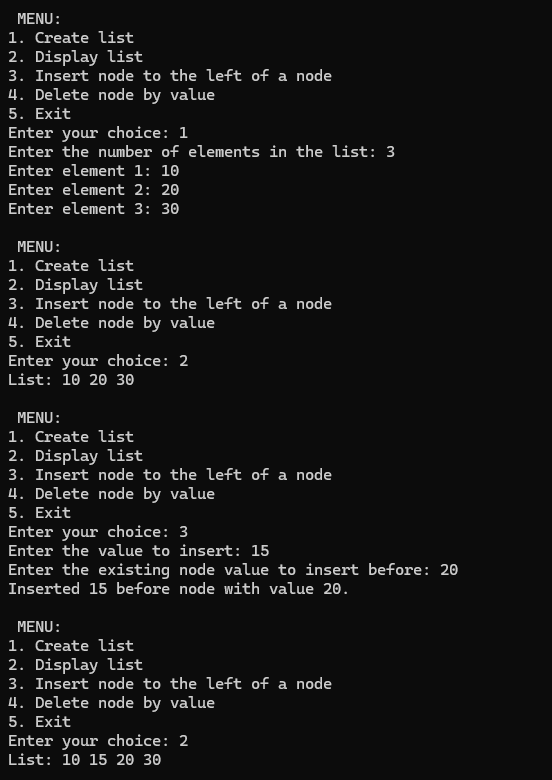 MENU:
1. Create list
2. Display list
3. Insert node to the left of a node
4. Delete node by value
5. Exit
Enter your choice: 1
Enter the number of elements in the list: 3
Enter element 1: 10
Enter element 2: 20
Enter element 3: 30
MENU:
1. Create list
2. Display list
3. Insert node to the left of a node
4. Delete node by value
5. Exit
Enter your choice: 2
List: 10 20 30
MENU:
1. Create list
2. Display list
3. Insert node to the left of a node
4. Delete node by value
5. Exit
Enter your choice: 3
Enter the value to insert: 15
Enter the existing node value to insert before: 20
Inserted 15 before node with value 20.
MENU:
1. Create list
2. Display list
3. Insert node to the left of a node
4. Delete node by value
5. Exit
Enter your choice: 2
List: 10 15 20 30